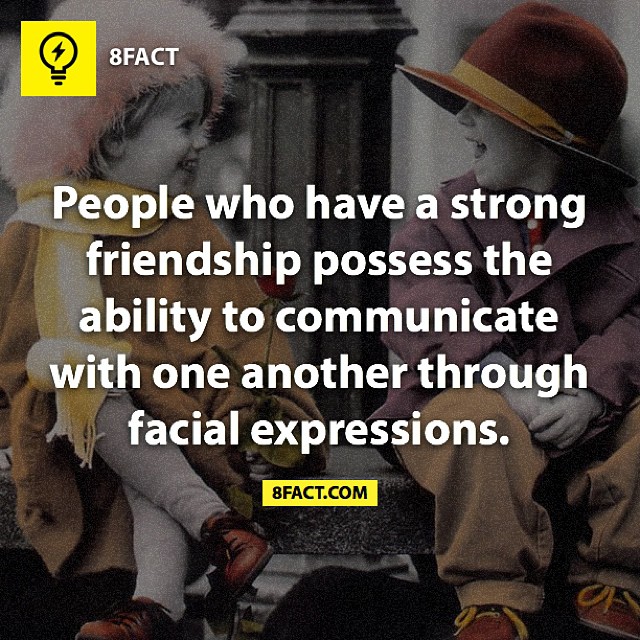 8FACT
People who have a strong
friendship possess the
ability to communicate
with one another through
facial expressions.
8FACT.COM